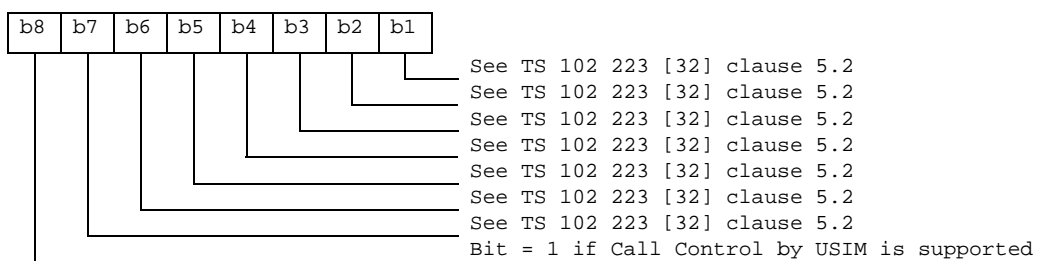 b8 b7 b6 b5 b4 b3 b2 b1
See TS 102 223 [32] clause 5.2
See TS 102 223 [32] clause 5.2
See TS 102 223 [32] clause 5.2
See TS 102 223 [32] clause 5.2
See TS 102 223 [32] clause 5.2
See TS 102 223 [32] clause 5.2
See TS 102 223 [32] clause 5.2
Bit = 1 if Call Control by USIM is supported